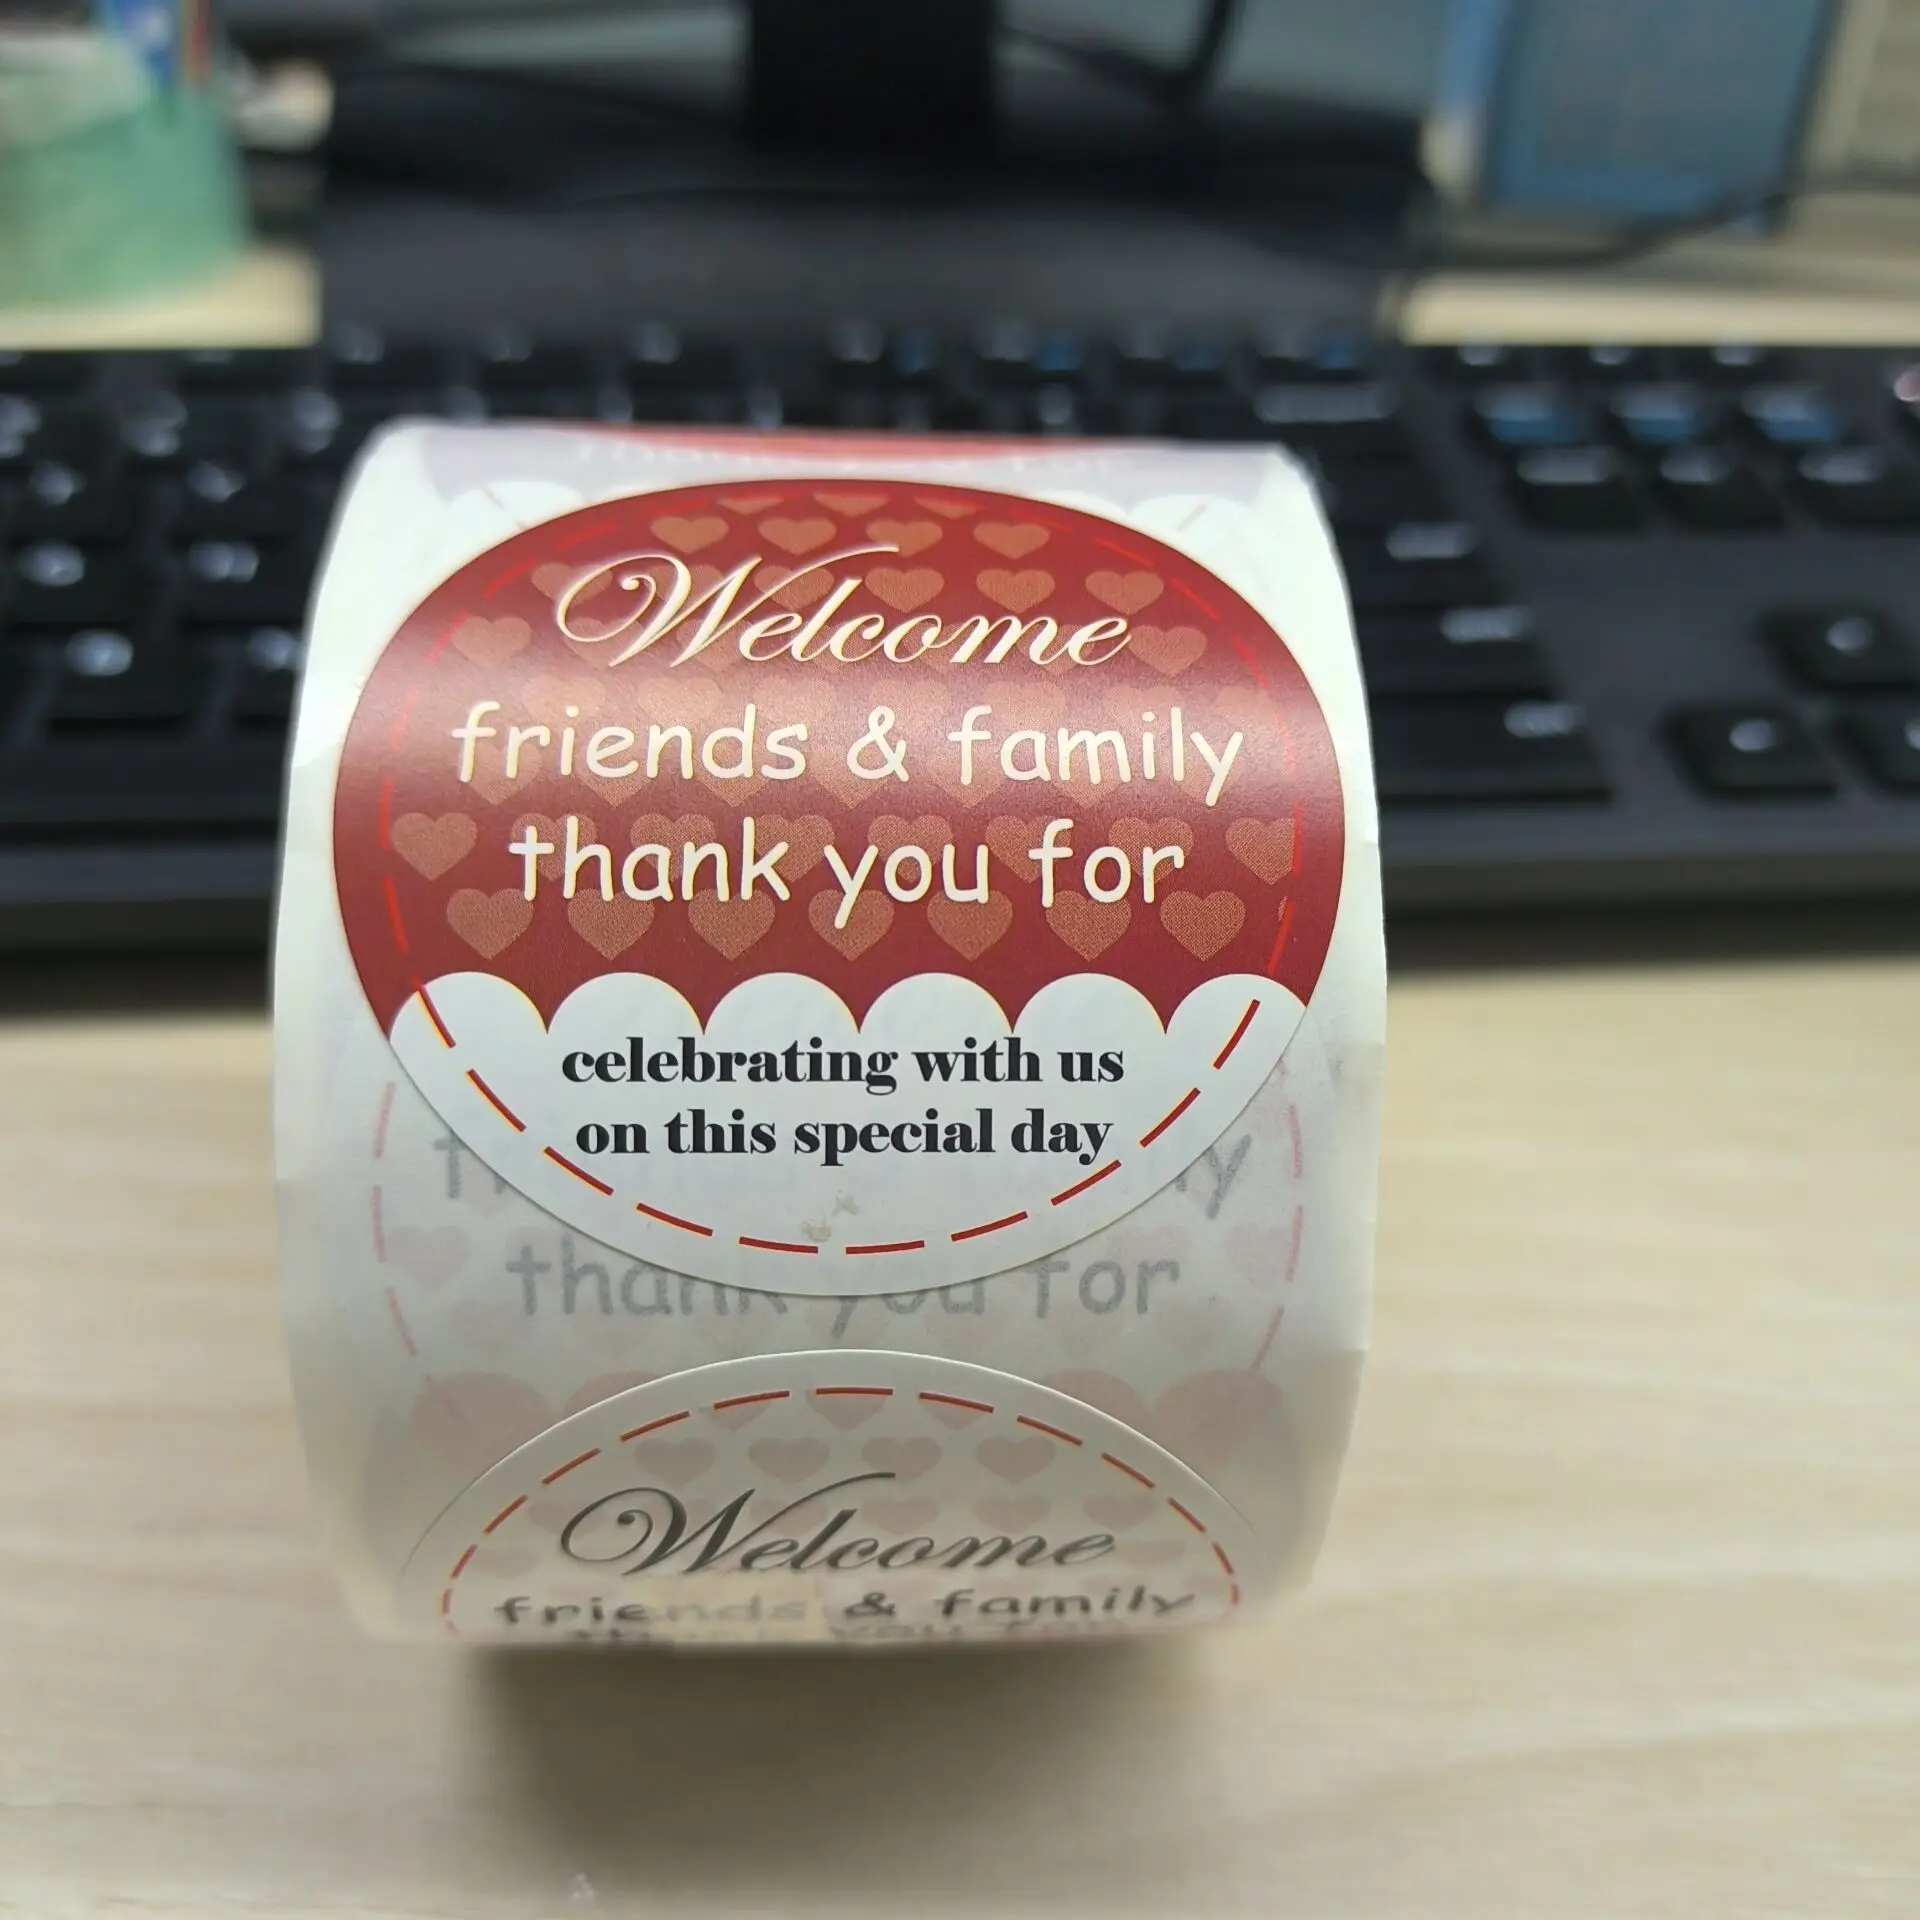 Welcome
friends & family
thank you for
celebrating with us
on this special day
thank you for
Welcome
friends & family